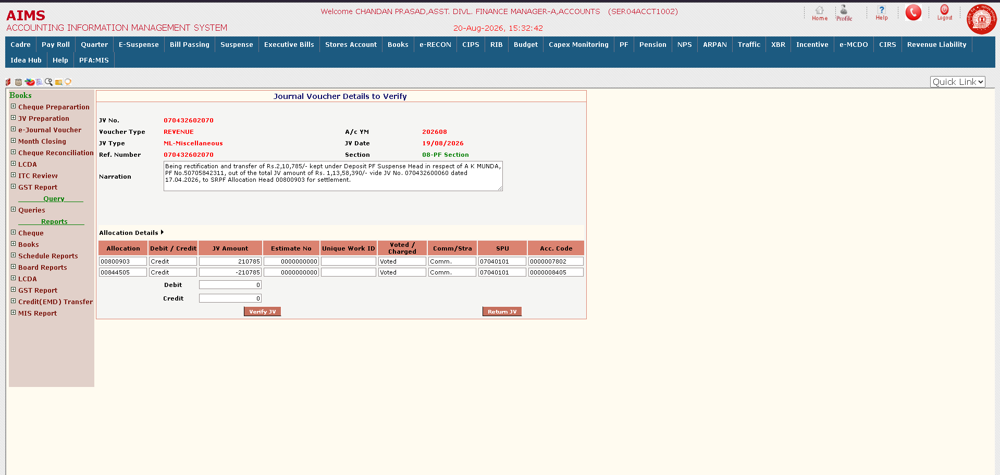 AIMS
ACCOUNTING INFORMATION MANAGEMENT SYSTEM
Welcome CHANDAN PRASAD,ASST. DIVL. FINANCE MANAGER-A,ACCOUNTS (SER04ACCT1002)
20-Aug-2026, 15:32:42
Home Profile Help Logout
Cadre Pay Roll Quarter E-Suspense Bill Passing Suspense Executive Bills Stores Account Books e-RECON CIPS RIB Budget Capex Monitoring PF Pension NPS ARPAN Traffic XBR Incentive e-MCDO CIRS Revenue Liability
Idea Hub Help PFA:MIS
Quick Link
Books
Cheque Preparartion
JV Preparation
e-Journal Voucher
Month Closing
Cheque Reconciliation
LCDA
ITC Review
GST Report
Query
Queries
Reports
Cheque
Books
Schedule Reports
Board Reports
LCDA
GST Report
Credit(EMD) Transfer
MIS Report
Journal Voucher Details to Verify
JV No. 070432602070
Voucher Type REVENUE A/c YM 202608
JV Type ML-Miscellaneous JV Date 19/08/2026
Ref. Number 070432602070 Section 08-PF Section
Narration
Being rectification and transfer of Rs.2,10,785/- kept under Deposit PF Suspense Head in respect of A K MUNDA,
PF No.50705842311, out of the total JV amount of Rs. 1,13,58,390/- vide JV No. 070432600060 dated
17.04.2026, to SRPF Allocation Head 00800903 for settlement.
Allocation Details
Allocation Debit / Credit JV Amount Estimate No Unique Work ID Voted / Charged Comm/Stra SPU Acc. Code
00800903 Credit 210785 0000000000 Voted Comm. 07040101 0000007802
00844505 Credit -210785 0000000000 Voted Comm. 07040101 0000008405
Debit 0
Credit 0
Verify JV Return JV